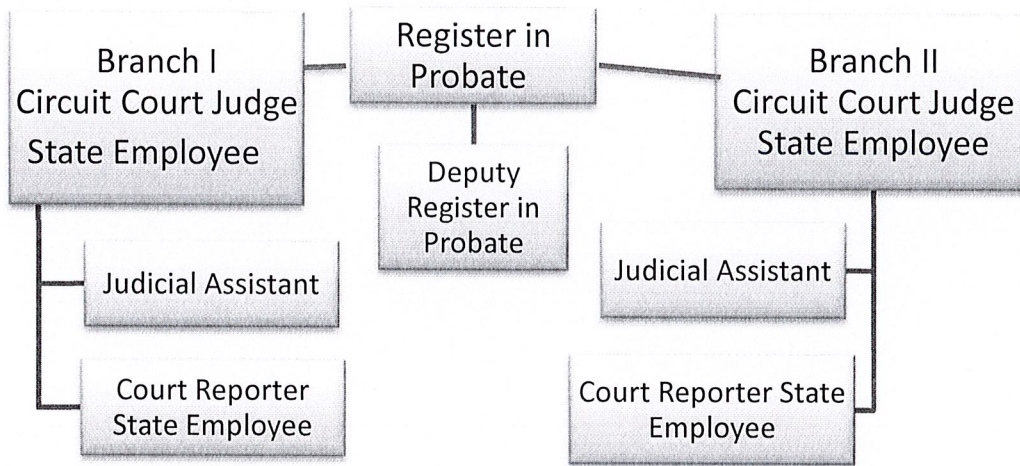 Branch I
Circuit Court Judge
State Employee
Register in
Probate
Branch II
Circuit Court Judge
State Employee
Deputy
Register in
Probate
Judicial Assistant
Court Reporter
State Employee
Judicial Assistant
Court Reporter State
Employee